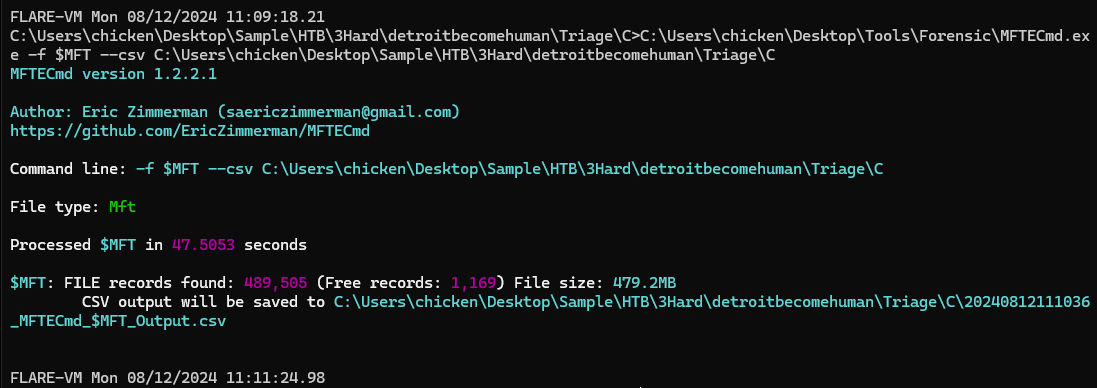 FLARE-VM Mon 08/12/2024 11:09:18.21
C:\Users\chicken\Desktop\Sample\HTB\3Hard\detroitbecomehuman\Triage\C>C:\Users\chicken\Desktop\Tools\Forensic\MFTECmd.ex
e -f $MFT --csv C:\Users\chicken\Desktop\Sample\HTB\3Hard\detroitbecomehuman\Triage\C
MFTECmd version 1.2.2.1
Author: Eric Zimmerman (saericzimmerman@gmail.com)
https://github.com/EricZimmerman/MFTECmd
Command line: -f $MFT --csv C:\Users\chicken\Desktop\Sample\HTB\3Hard\detroitbecomehuman\Triage\C
File type: Mft
Processed $MFT in 47.5053 seconds
$MFT: FILE records found: 489,505 (Free records: 1,169) File size: 479.2MB
CSV output will be saved to C:\Users\chicken\Desktop\Sample\HTB\3Hard\detroitbecomehuman\Triage\C\20240812111036
_MFTECmd_$MFT_Output.csv
FLARE-VM Mon 08/12/2024 11:11:24.98